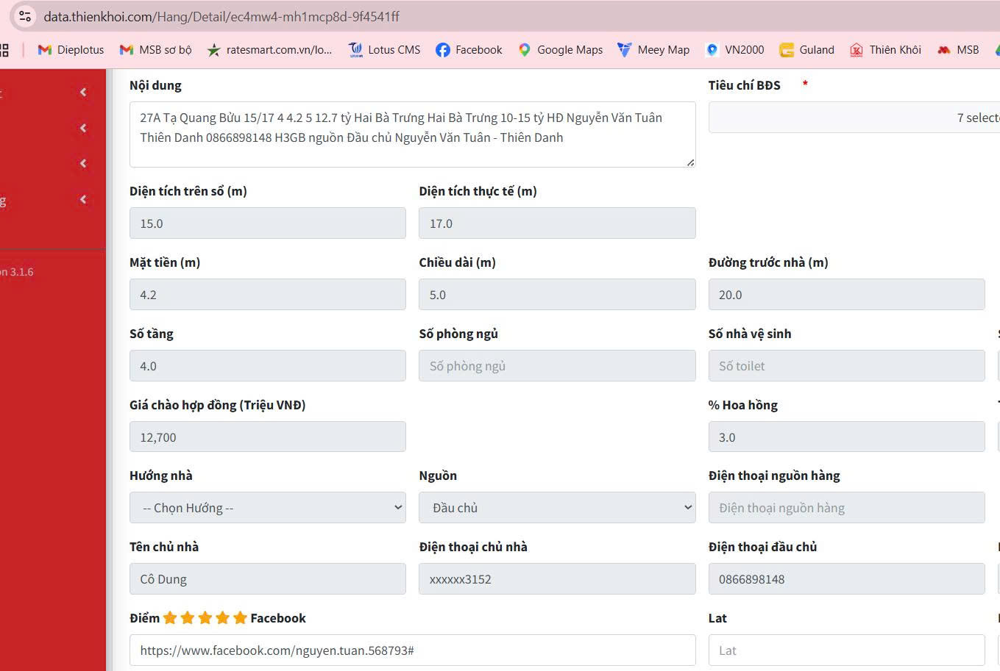 data.thienkhoi.com/Hang/Detail/ec4mw4-mh1mcp8d-9f4541ff
Dieplotus MSB sơ bộ ratesmart.com.vn/lo... Lotus CMS Facebook Google Maps Meey Map VN2000 Guland Thiên Khôi MSB
Nội dung Tiêu chí BĐS *
27A Tạ Quang Bửu 15/17 4 4.2 5 12.7 tỷ Hai Bà Trưng Hai Bà Trưng 10-15 tỷ HĐ Nguyễn Văn Tuân
Thiên Danh 0866898148 H3GB nguồn Đầu chủ Nguyễn Văn Tuân - Thiên Danh
7 select
Diện tích trên sổ (m) Diện tích thực tế (m)
15.0 17.0
Mặt tiền (m) Chiều dài (m) Đường trước nhà (m)
on 3.1.6
4.2 5.0 20.0
Số tầng Số phòng ngủ Số nhà vệ sinh
4.0 Số phòng ngủ Số toilet
Giá chào hợp đồng (Triệu VNĐ) % Hoa hồng
12,700 3.0
Hướng nhà Nguồn Điện thoại nguồn hàng
-- Chọn Hướng -- Đầu chủ Điện thoại nguồn hàng
Tên chủ nhà Điện thoại chủ nhà Điện thoại đầu chủ
Cô Dung xxxxxx3152 0866898148
Điểm Facebook Lat
https://www.facebook.com/nguyen.tuan.568793# Lat